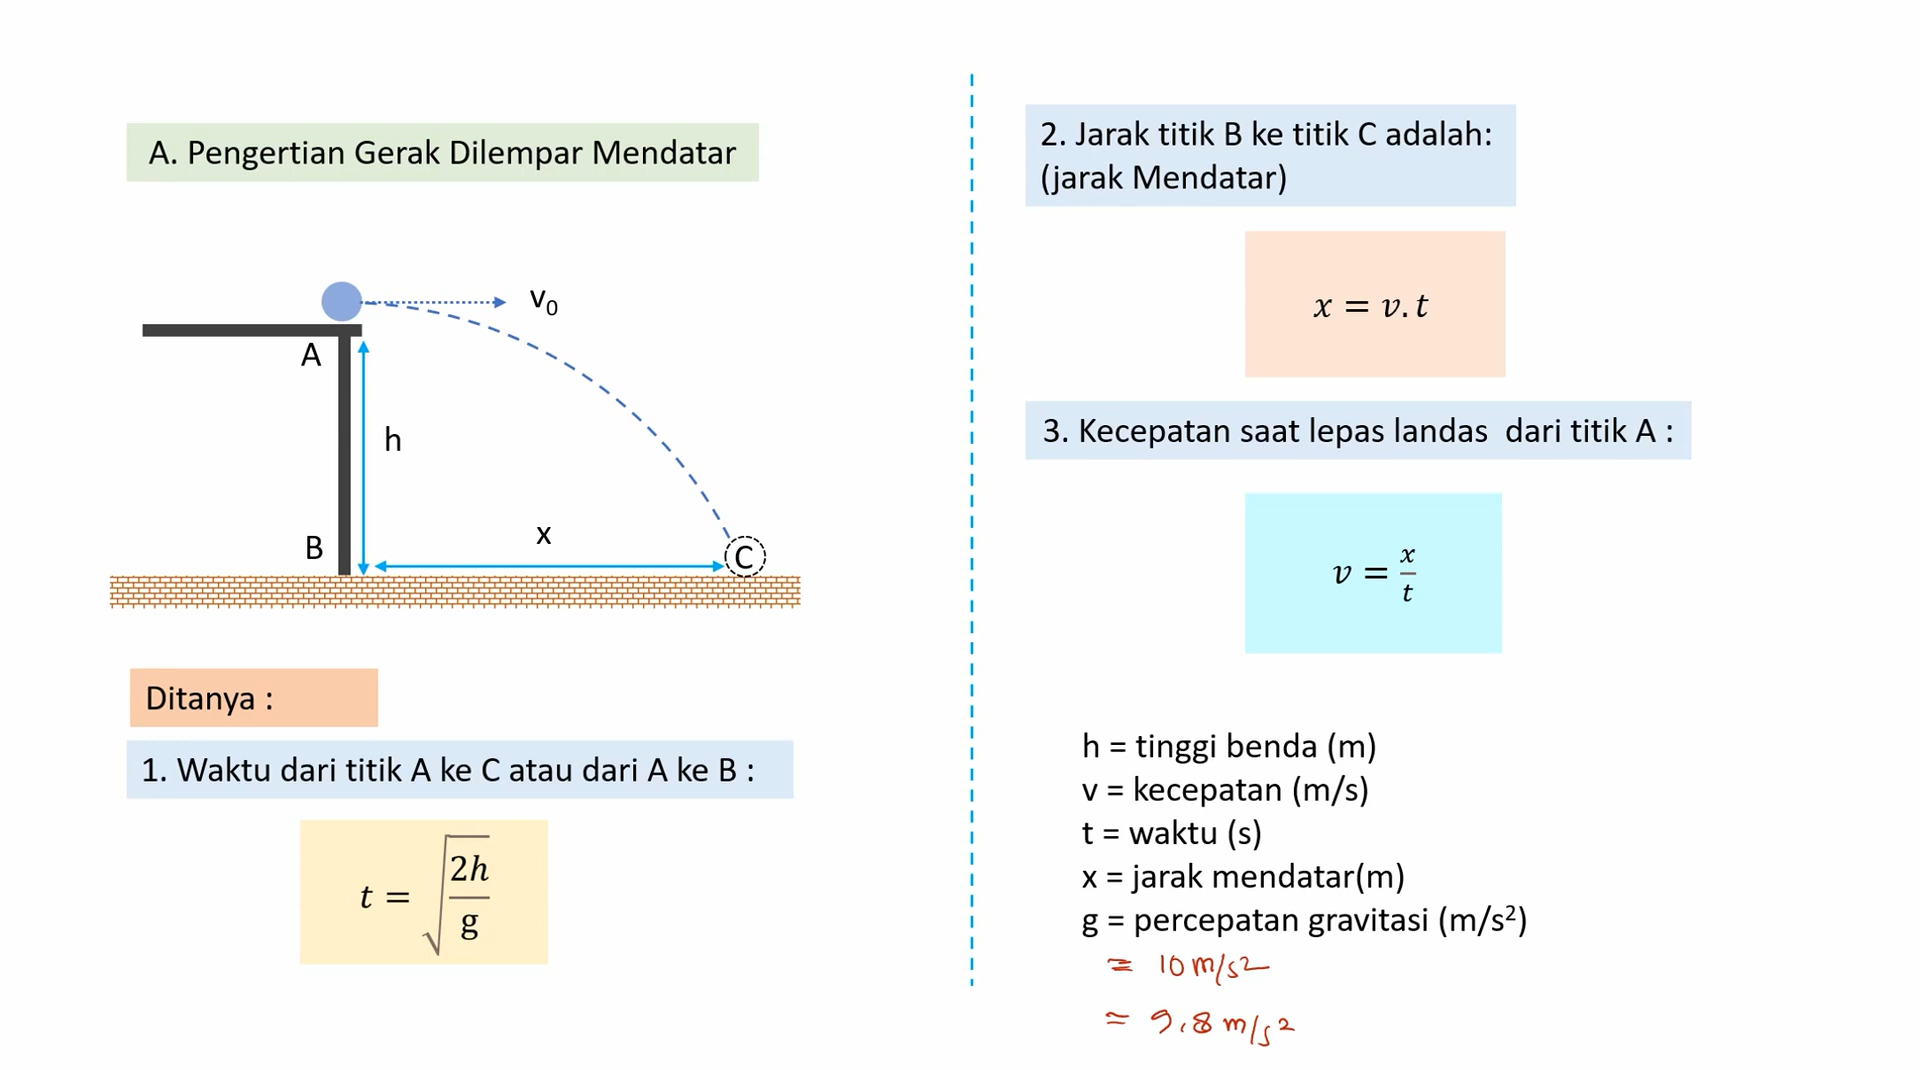 A. Pengertian Gerak Dilempar Mendatar
v₀
A
h
B
x
C
Ditanya :
1. Waktu dari titik A ke C atau dari A ke B :
t = √(2h/g)
2. Jarak titik B ke titik C adalah:
(jarak Mendatar)
x = v. t
3. Kecepatan saat lepas landas dari titik A :
v = x/t
h = tinggi benda (m)
v = kecepatan (m/s)
t = waktu (s)
x = jarak mendatar(m)
g = percepatan gravitasi (m/s²)
= 10 m/s²
= 9,8 m/s²